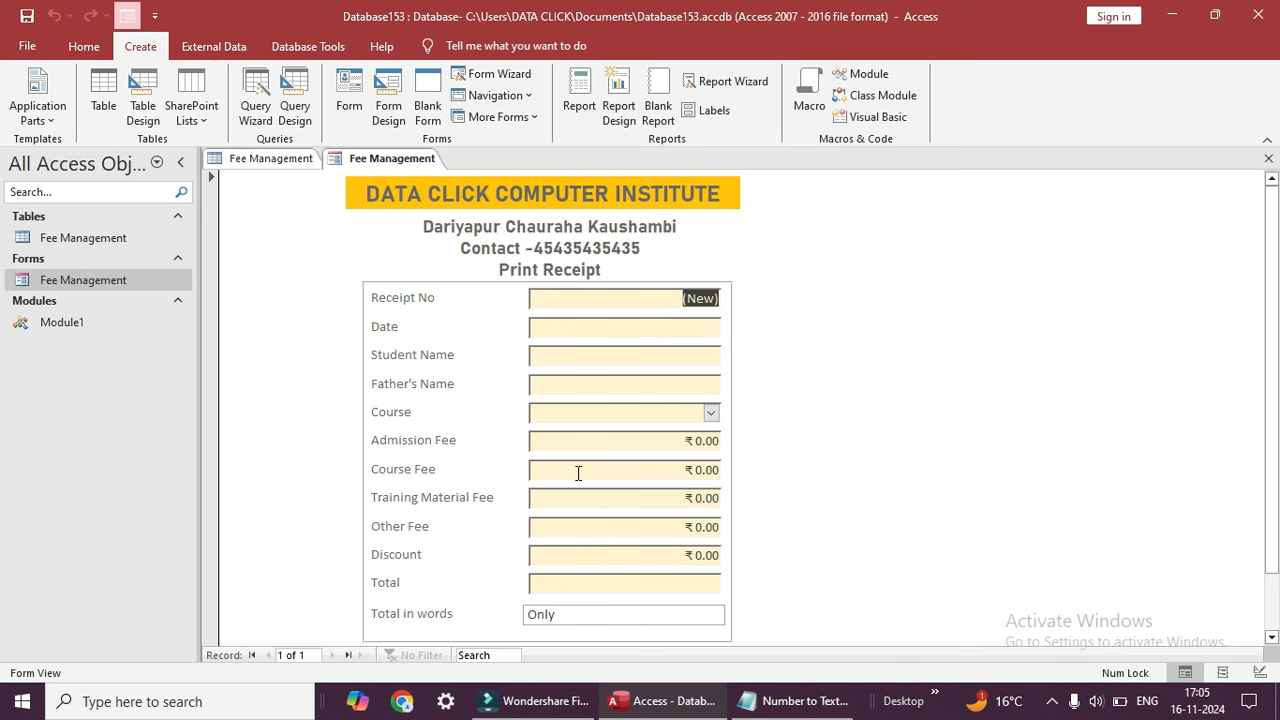 Database153 : Database- C:\Users\DATA CLICK\Documents\Database153.accdb (Access 2007 - 2016 file format) - Access
Sign in
File Home Create External Data Database Tools Help Tell me what you want to do
Application Parts
Templates
Table
Table Design
SharePoint Lists
Tables
Query Wizard
Query Design
Queries
Form
Form Design
Blank Form
Form Wizard
Navigation
More Forms
Forms
Report
Report Design
Blank Report
Report Wizard
Labels
Reports
Macro
Module
Class Module
Visual Basic
Macros & Code
All Access Obj...
Search...
Tables
Fee Management
Forms
Fee Management
Modules
Module1
Fee Management
Fee Management
DATA CLICK COMPUTER INSTITUTE
Dariyapur Chauraha Kaushambi
Contact -45435435435
Print Receipt
Receipt No (New)
Date
Student Name
Father's Name
Course
Admission Fee ₹ 0.00
Course Fee ₹ 0.00
Training Material Fee ₹ 0.00
Other Fee ₹ 0.00
Discount ₹ 0.00
Total
Total in words Only
Activate Windows
Go to Settings to activate Windows.
Record: 1 of 1 No Filter Search
Form View Num Lock
Type here to search
Wondershare Fi...
Access - Datab...
Number to Text...
Desktop
16°C
ENG
17:05
16-11-2024